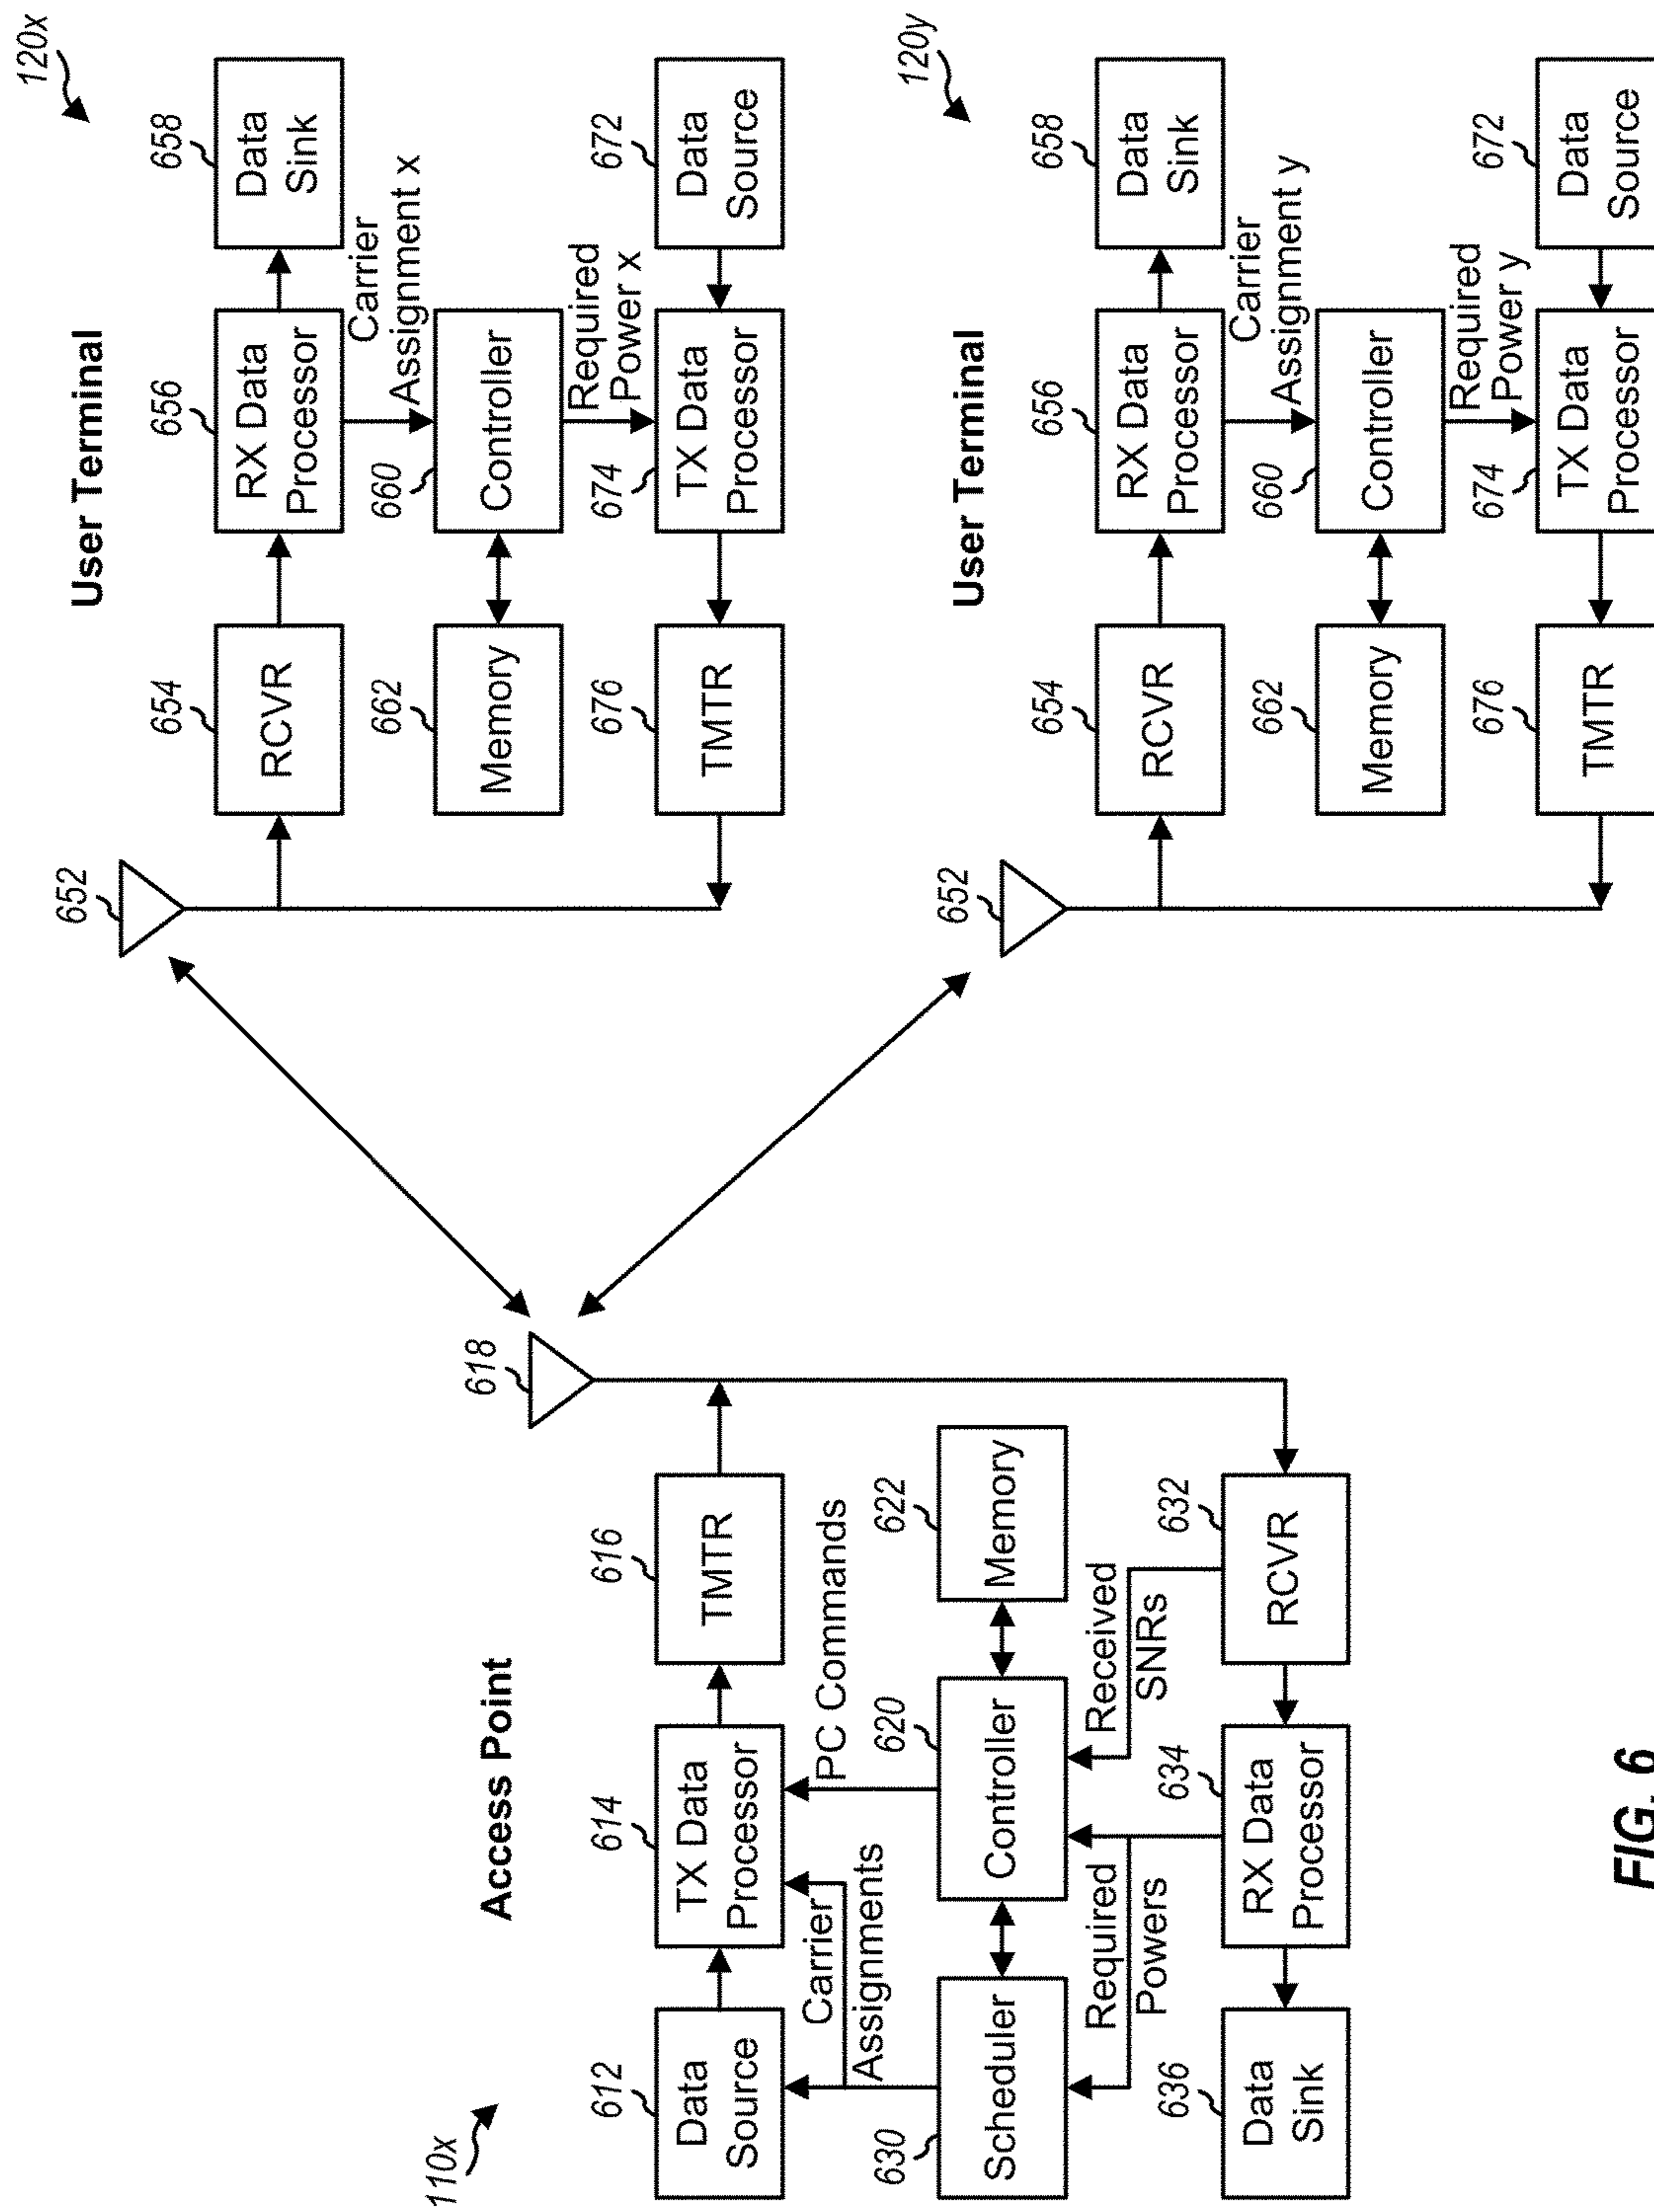 Access Point
110x
612
Data
Source
614
TX Data
Processor
616
TMTR
618
Carrier
Assignments
PC Commands
630
Scheduler
620
Controller
622
Memory
Required
Powers
Received
SNRs
636
Data
Sink
634
RX Data
Processor
632
RCVR
User Terminal
120x
652
654
RCVR
656
RX Data
Processor
658
Data
Sink
Carrier
Assignment x
662
Memory
660
Controller
Required
Power x
676
TMTR
674
TX Data
Processor
672
Data
Source
User Terminal
120y
652
654
RCVR
656
RX Data
Processor
658
Data
Sink
Carrier
Assignment y
662
Memory
660
Controller
Required
Power y
676
TMTR
674
TX Data
Processor
672
Data
Source
FIG. 6